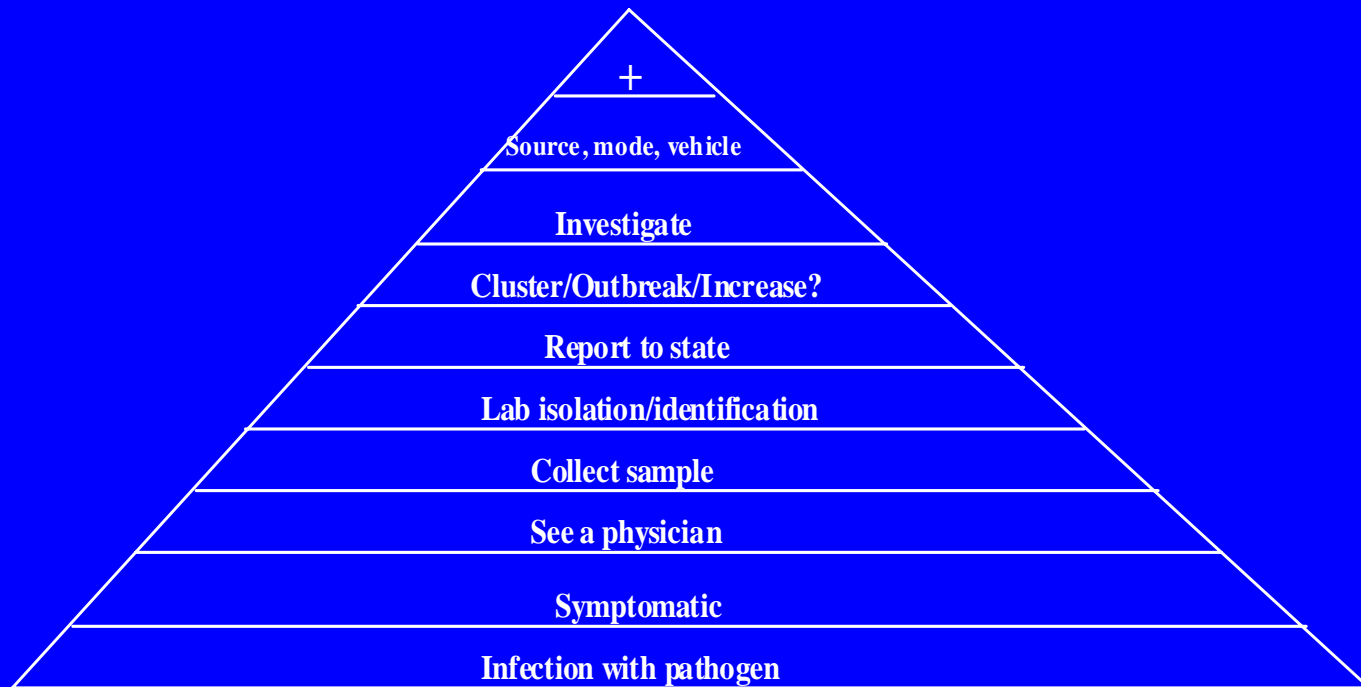 +
Source, mode, vehicle
Investigate
Cluster/Outbreak/Increase?
Report to state
Lab isolation/identification
Collect sample
See a physician
Symptomatic
Infection with pathogen